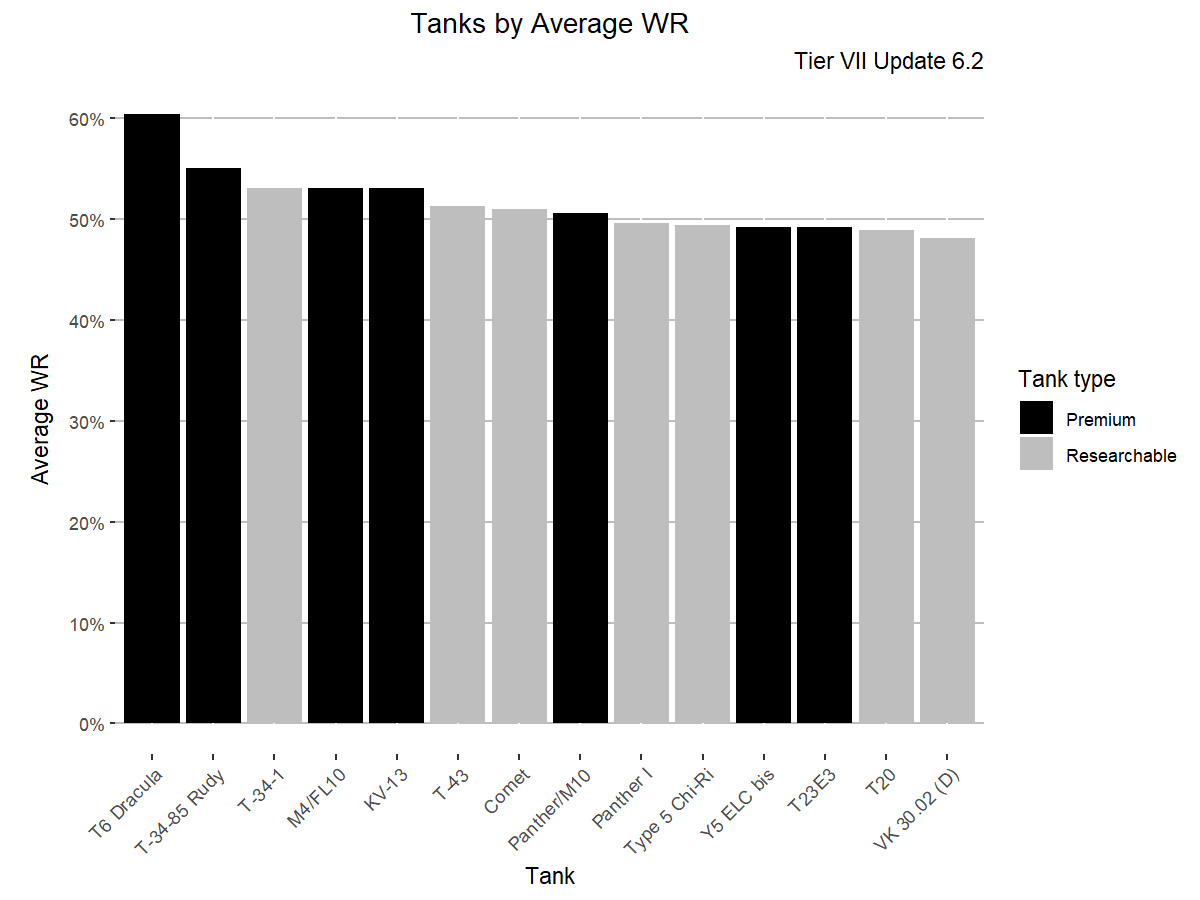 Tanks by Average WR
Tier VII Update 6.2
Average WR
60%
50%
40%
30%
20%
10%
0%
T6 Dracula
T-34-85 Rudy
T-34-1
M4/FL10
KV-13
T-43
Comet
Panther/M10
Panther I
Type 5 Chi-Ri
Y5 ELC bis
T23E3
T20
VK 30.02 (D)
Tank
Tank type
Premium
Researchable